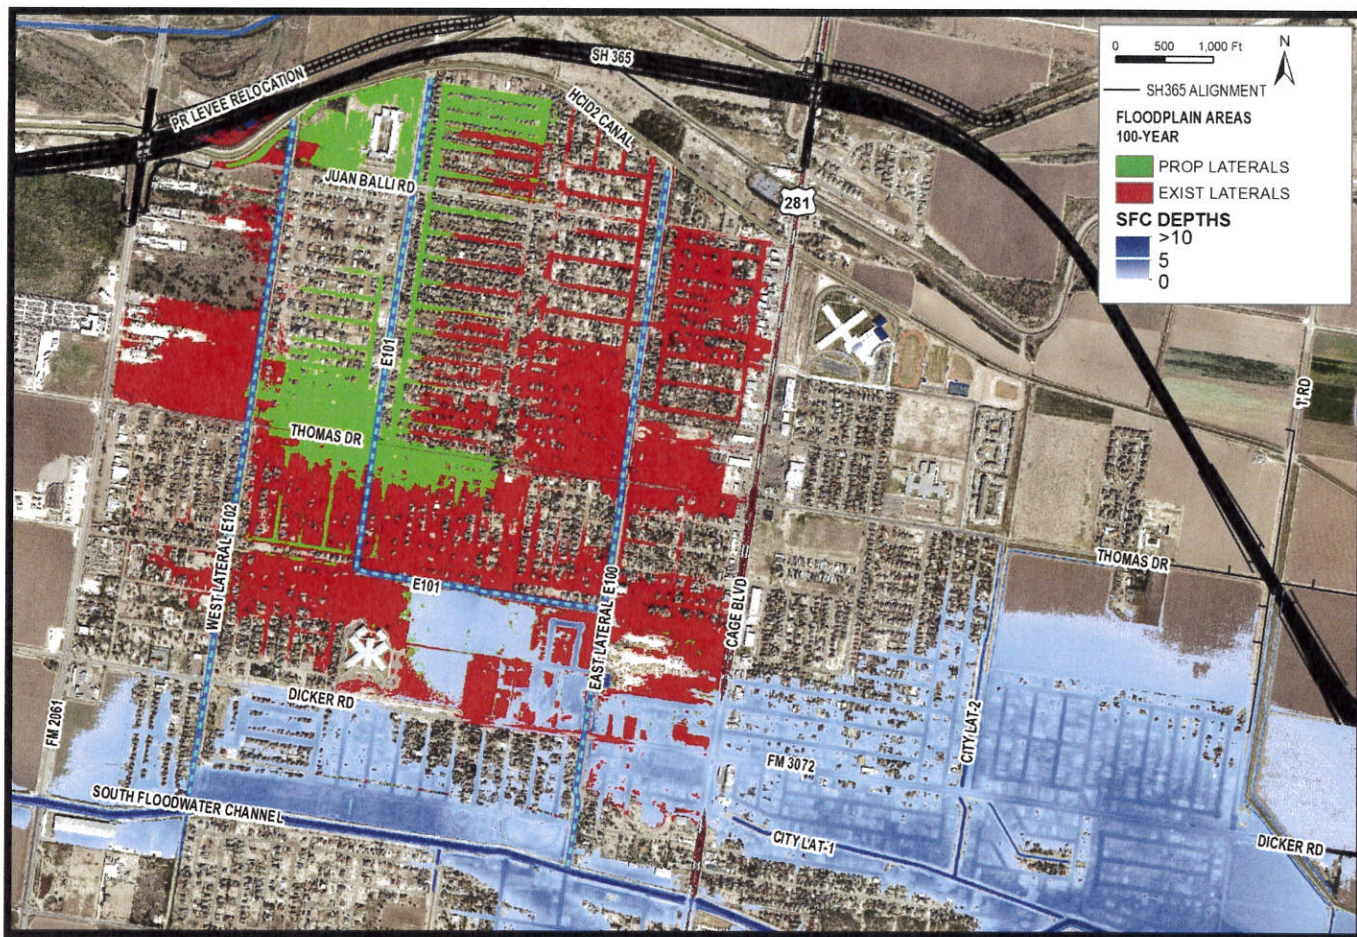 0 500 1,000 Ft
N
SH365 ALIGNMENT
FLOODPLAIN AREAS
100-YEAR
PROP LATERALS
EXIST LATERALS
SFC DEPTHS
>10
5
0
PR LEVEE RELOCATION
SH 365
HCID2 CANAL
JUAN BALLI RD
281
E101
THOMAS DR
WEST LATERAL E102
E101
EAST LATERAL E100
CAGE BLVD
THOMAS DR
DICKER RD
FM 2061
CITY LAT-2
FM 3072
SOUTH FLOODWATER CHANNEL
CITY LAT-1
DICKER RD